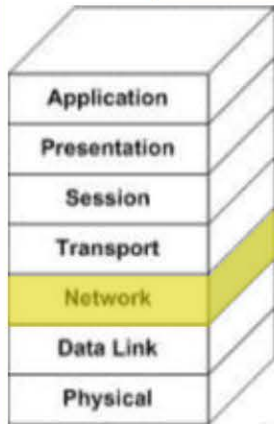 Application
Presentation
Session
Transport
Network
Data Link
Physical